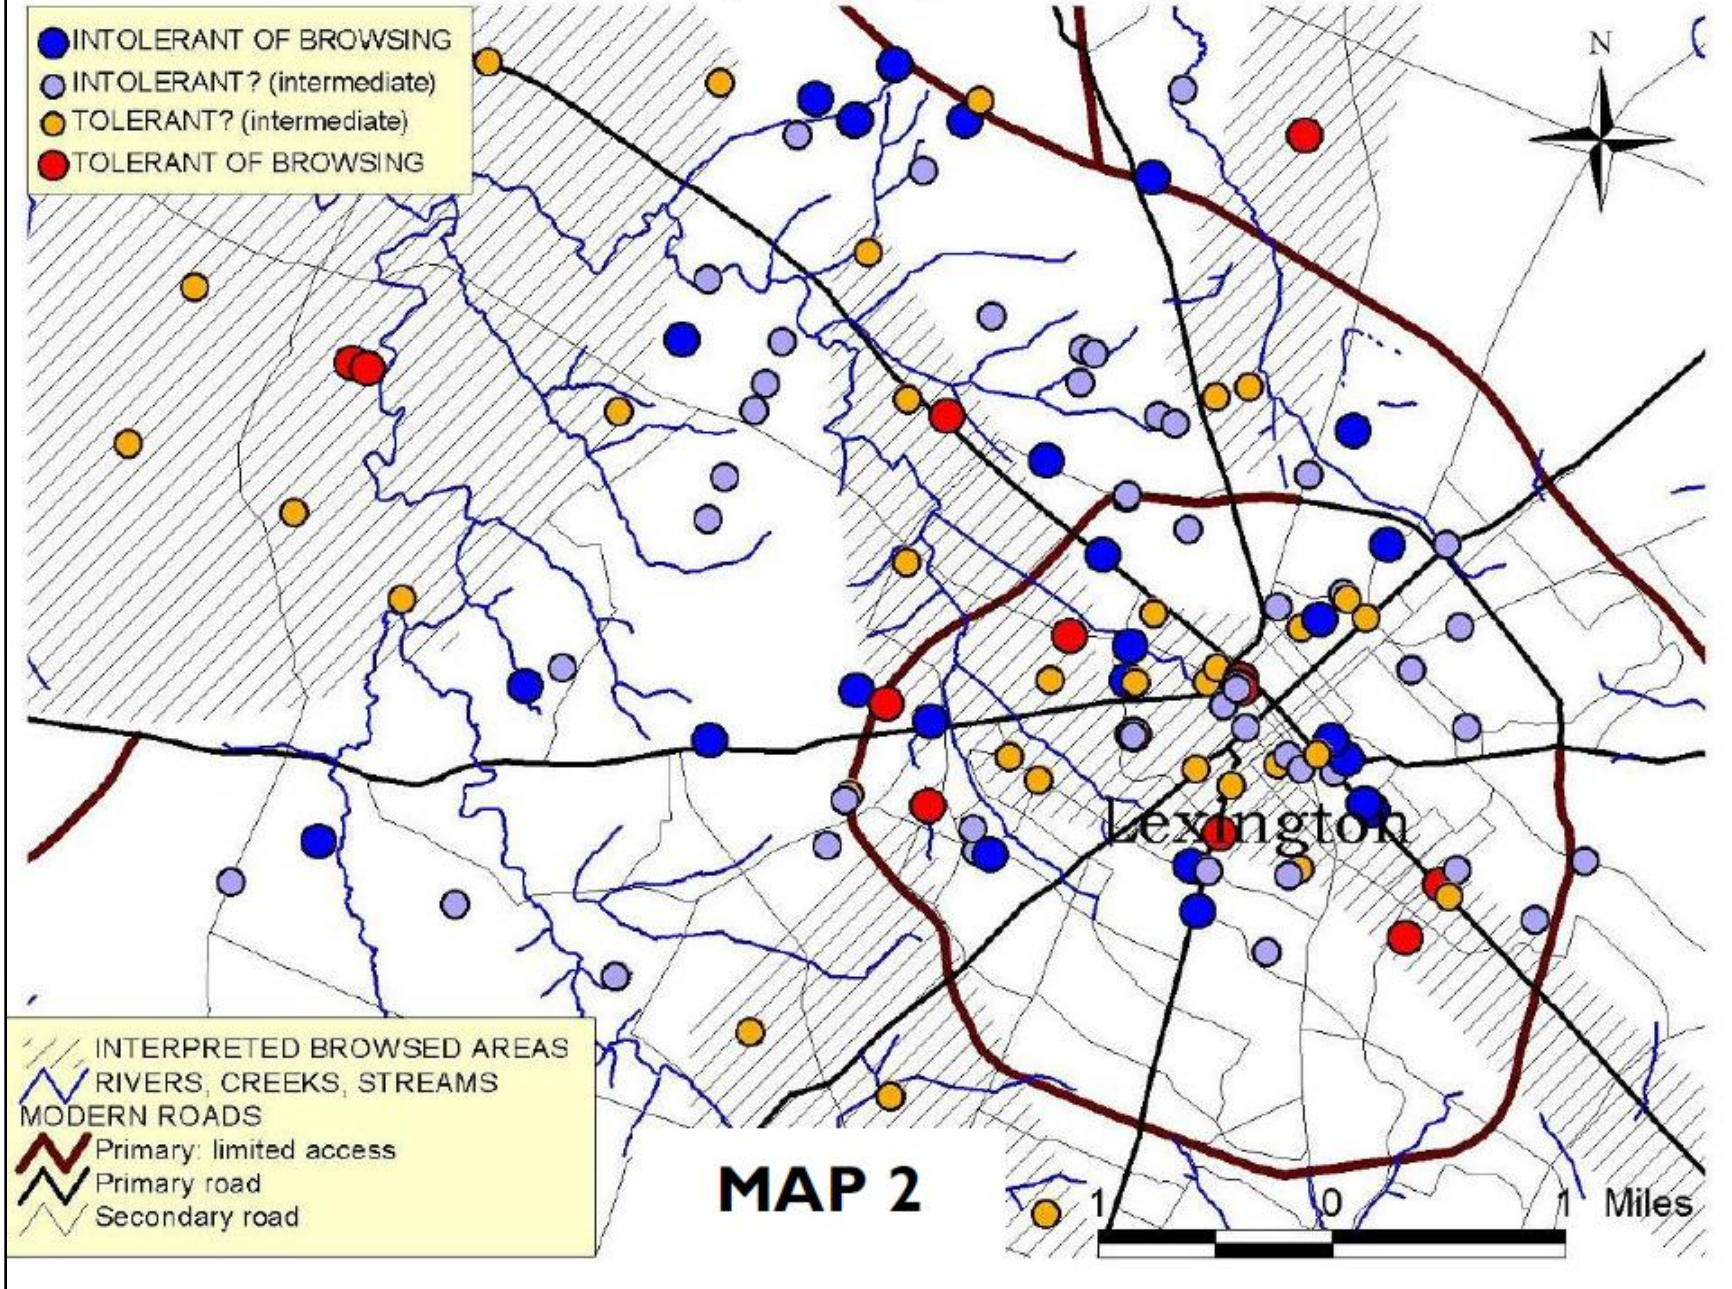 INTOLERANT OF BROWSING
INTOLERANT? (intermediate)
TOLERANT? (intermediate)
TOLERANT OF BROWSING
N
Lexington
INTERPRETED BROWSED AREAS
RIVERS, CREEKS, STREAMS
MODERN ROADS
Primary: limited access
Primary road
Secondary road
MAP 2
1 0 1 Miles